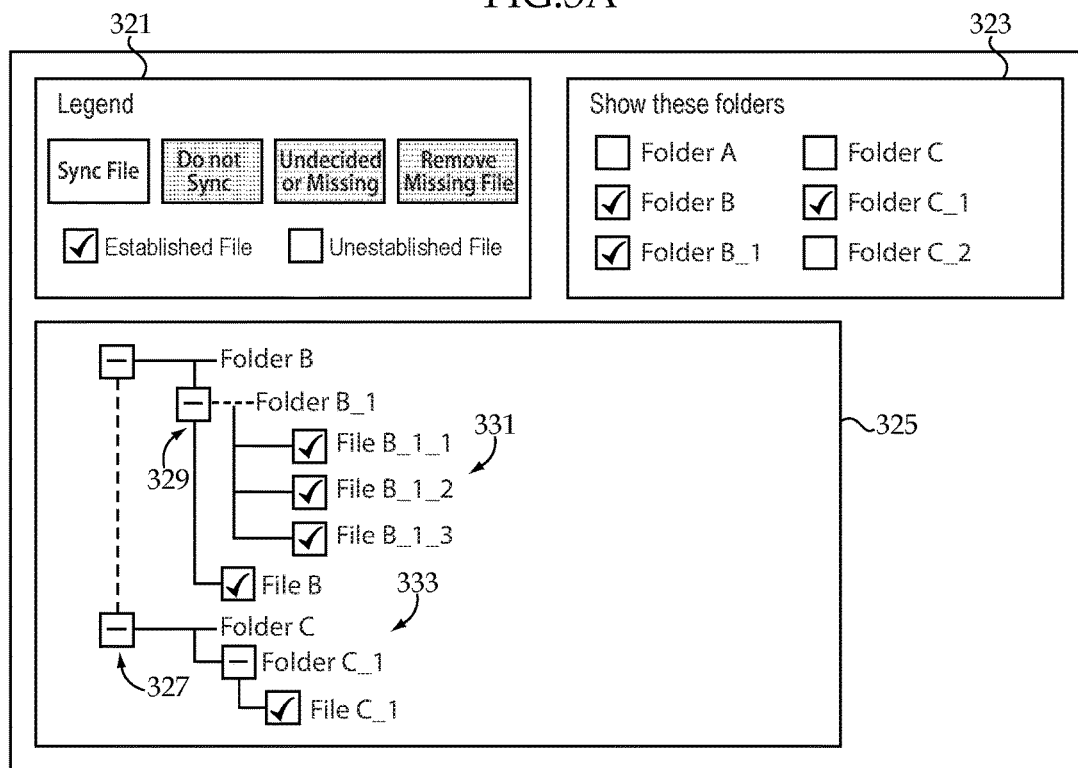 FIG.3A
321
323
Legend
Sync File
Do not
Sync
Undecided
or Missing
Remove
Missing File
Established File
Unestablished File
Show these folders
Folder A
Folder C
Folder B
Folder C_1
Folder B_1
Folder C_2
Folder B
Folder B_1
File B_1_1
331
325
329
File B_1_2
File B_1_3
File B
333
Folder C
Folder C_1
327
File C_1